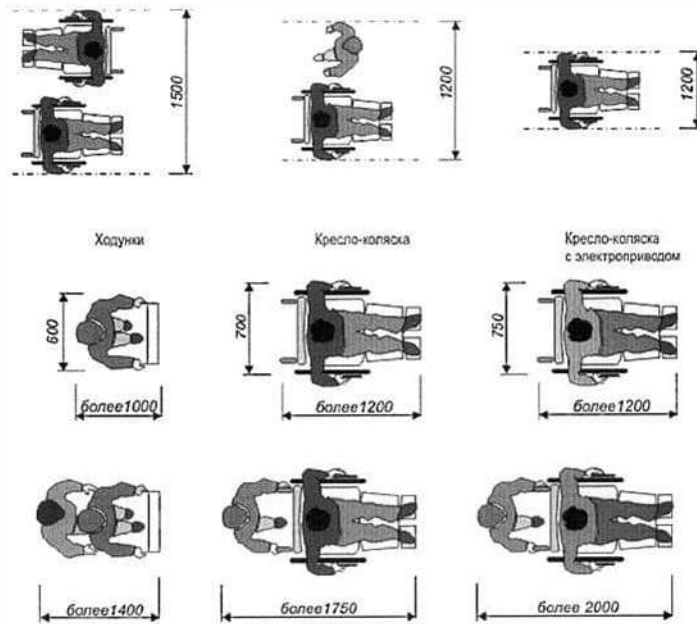 1500
1200
1200
Ходунки
Кресло-коляска
Кресло-коляска
с электроприводом
600
700
750
более1000
более1200
более1200
более1400
более1750
более 2000